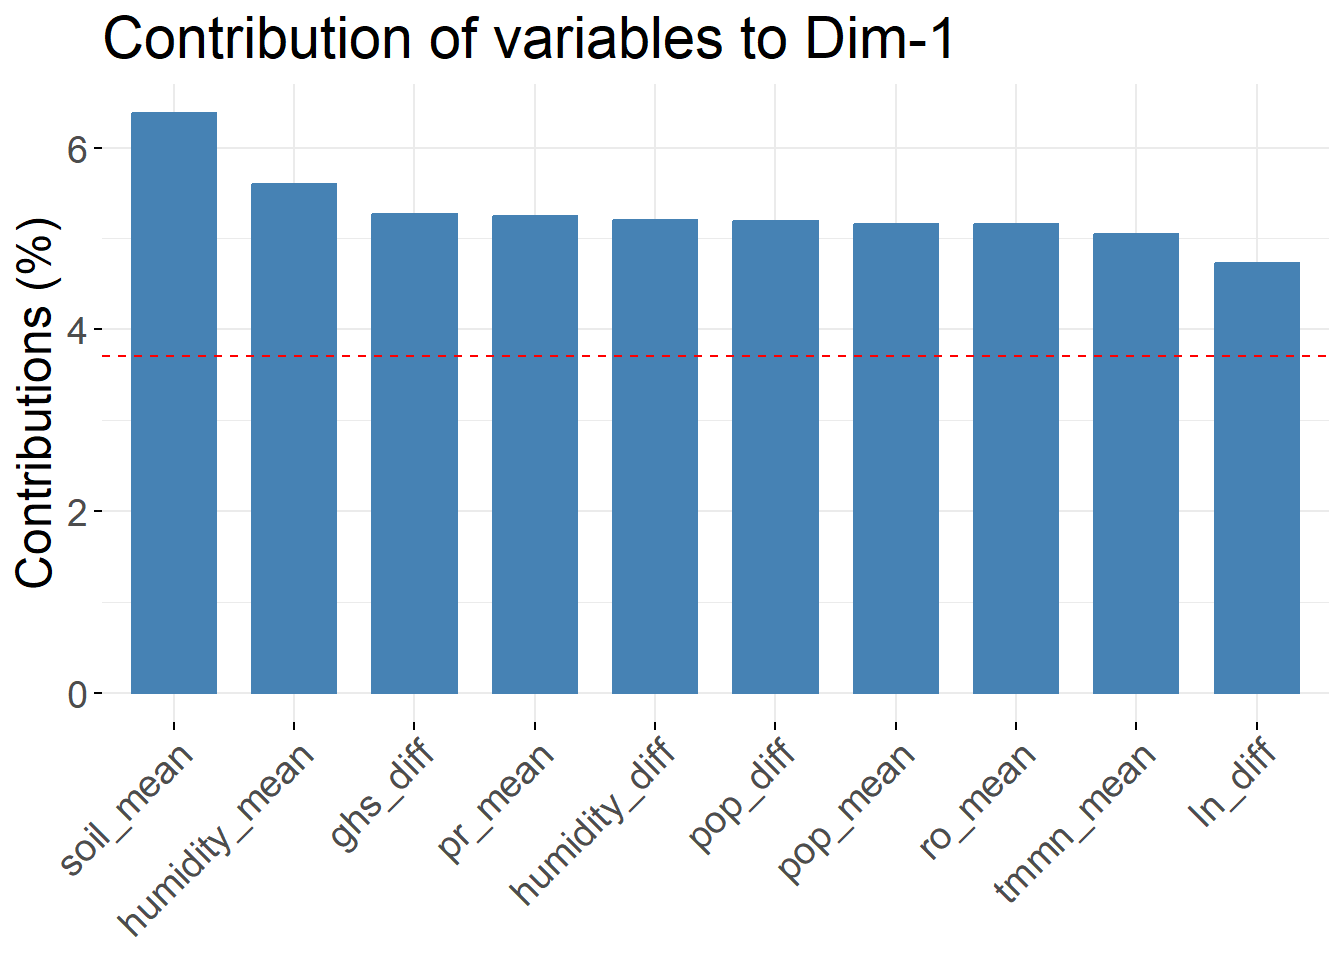 Contribution of variables to Dim-1
Contributions (%)
6
4
2
0
soil_mean
humidity_mean
ghs_diff
pr_mean
humidity_diff
pop_diff
pop_mean
ro_mean
tmmn_mean
ln_diff